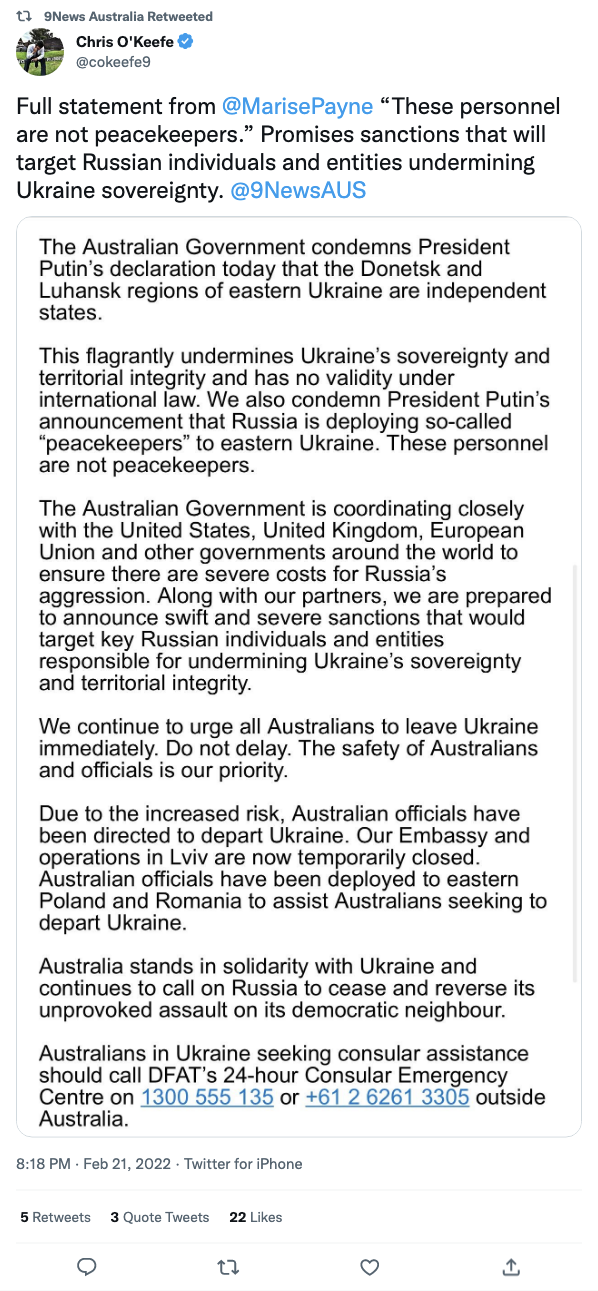 9News Australia Retweeted
Chris O'Keefe
@cokeefe9
Full statement from @MarisePayne “These personnel
are not peacekeepers.” Promises sanctions that will
target Russian individuals and entities undermining
Ukraine sovereignty. @9NewsAUS
The Australian Government condemns President
Putin’s declaration today that the Donetsk and
Luhansk regions of eastern Ukraine are independent
states.
This flagrantly undermines Ukraine’s sovereignty and
territorial integrity and has no validity under
international law. We also condemn President Putin’s
announcement that Russia is deploying so-called
“peacekeepers” to eastern Ukraine. These personnel
are not peacekeepers.
The Australian Government is coordinating closely
with the United States, United Kingdom, European
Union and other governments around the world to
ensure there are severe costs for Russia’s
aggression. Along with our partners, we are prepared
to announce swift and severe sanctions that would
target key Russian individuals and entities
responsible for undermining Ukraine’s sovereignty
and territorial integrity.
We continue to urge all Australians to leave Ukraine
immediately. Do not delay. The safety of Australians
and officials is our priority.
Due to the increased risk, Australian officials have
been directed to depart Ukraine. Our Embassy and
operations in Lviv are now temporarily closed.
Australian officials have been deployed to eastern
Poland and Romania to assist Australians seeking to
depart Ukraine.
Australia stands in solidarity with Ukraine and
continues to call on Russia to cease and reverse its
unprovoked assault on its democratic neighbour.
Australians in Ukraine seeking consular assistance
should call DFAT’s 24-hour Consular Emergency
Centre on 1300 555 135 or +61 2 6261 3305 outside
Australia.
8:18 PM · Feb 21, 2022 · Twitter for iPhone
5 Retweets 3 Quote Tweets 22 Likes